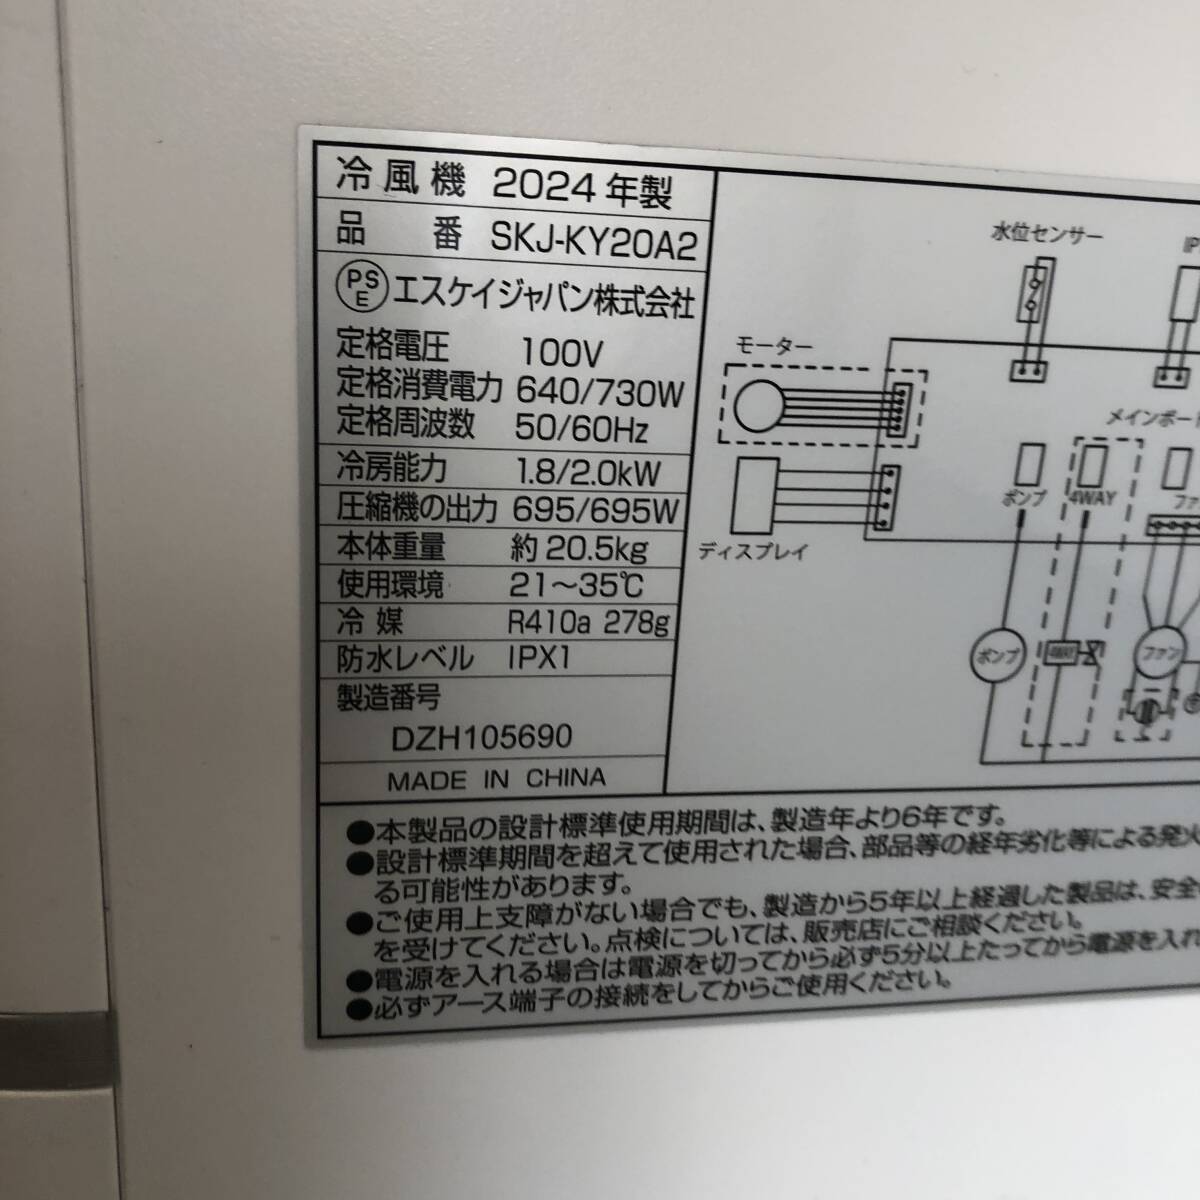 冷風機 2024年製
品番 SKJ-KY20A2
PSE エスケイジャパン株式会社
定格電圧 100V
定格消費電力 640/730W
定格周波数 50/60Hz
冷房能力 1.8/2.0kW
圧縮機の出力 695/695W
本体重量 約20.5kg
使用環境 21～35℃
冷媒 R410a 278g
防水レベル IPX1
製造番号
DZH105690
MADE IN CHINA
水位センサー
モーター
メインボード
ポンプ
4WAY
ディスプレイ
ポンプ
4WAY
ファン
●本製品の設計標準使用期間は、製造年より6年です。
●設計標準期間を超えて使用された場合、部品等の経年劣化等による発火
る可能性があります。
●ご使用上支障がない場合でも、製造から5年以上経過した製品は、安全
を受けてください。点検については、販売店にご相談ください。
●電源を入れる場合は電源を切ってから必ず5分以上たってから電源を入れ
●必ずアース端子の接続をしてからご使用ください。